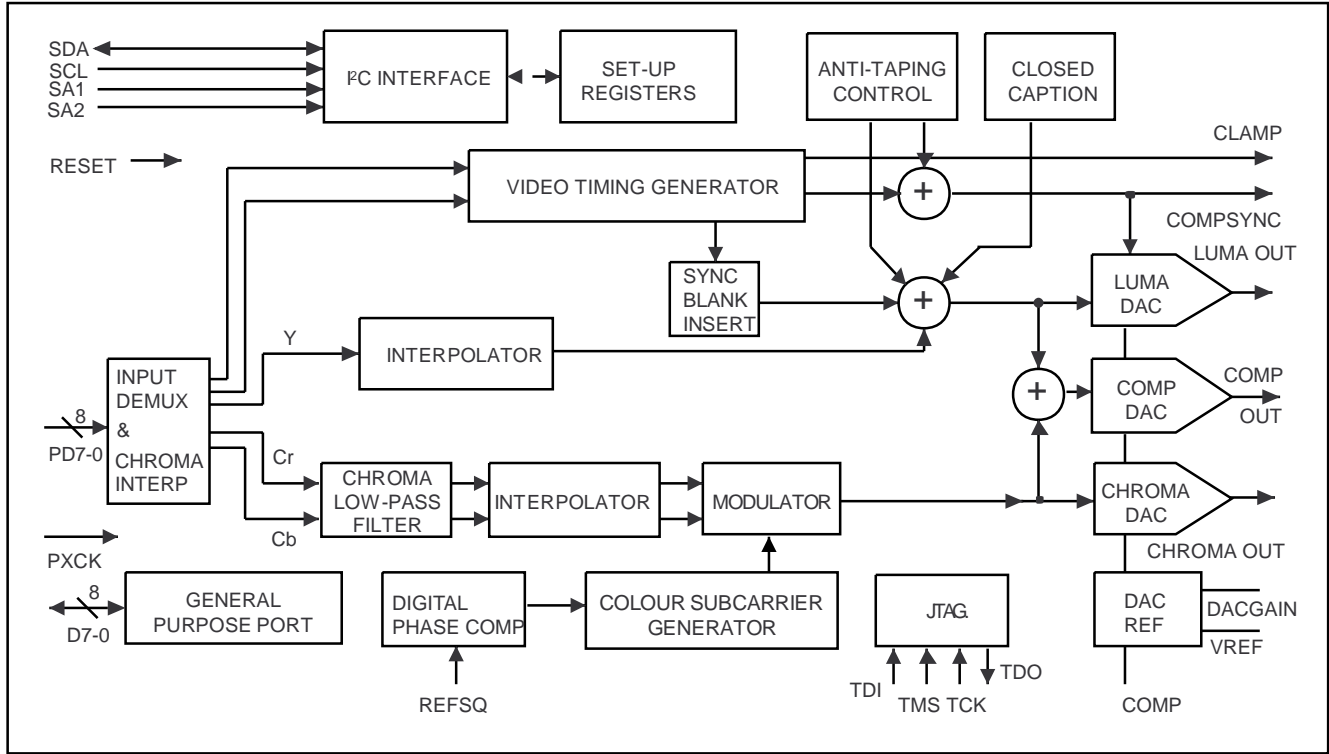 SDA
SCL
SA1
SA2
I²C INTERFACE
SET-UP
REGISTERS
ANTI-TAPING
CONTROL
CLOSED
CAPTION
RESET
VIDEO TIMING GENERATOR
+
CLAMP
COMPSYNC
SYNC
BLANK
INSERT
+
LUMA
DAC
LUMA OUT
Y
INTERPOLATOR
INPUT
DEMUX
&
CHROMA
INTERP
8
PD7-0
+
COMP
DAC
COMP
OUT
Cr
Cb
CHROMA
LOW-PASS
FILTER
INTERPOLATOR
MODULATOR
CHROMA
DAC
CHROMA OUT
PXCK
8
D7-0
GENERAL
PURPOSE PORT
DIGITAL
PHASE COMP
REFSQ
COLOUR SUBCARRIER
GENERATOR
JTAG.
TDI
TMS
TCK
TDO
DAC
REF
DACGAIN
VREF
COMP